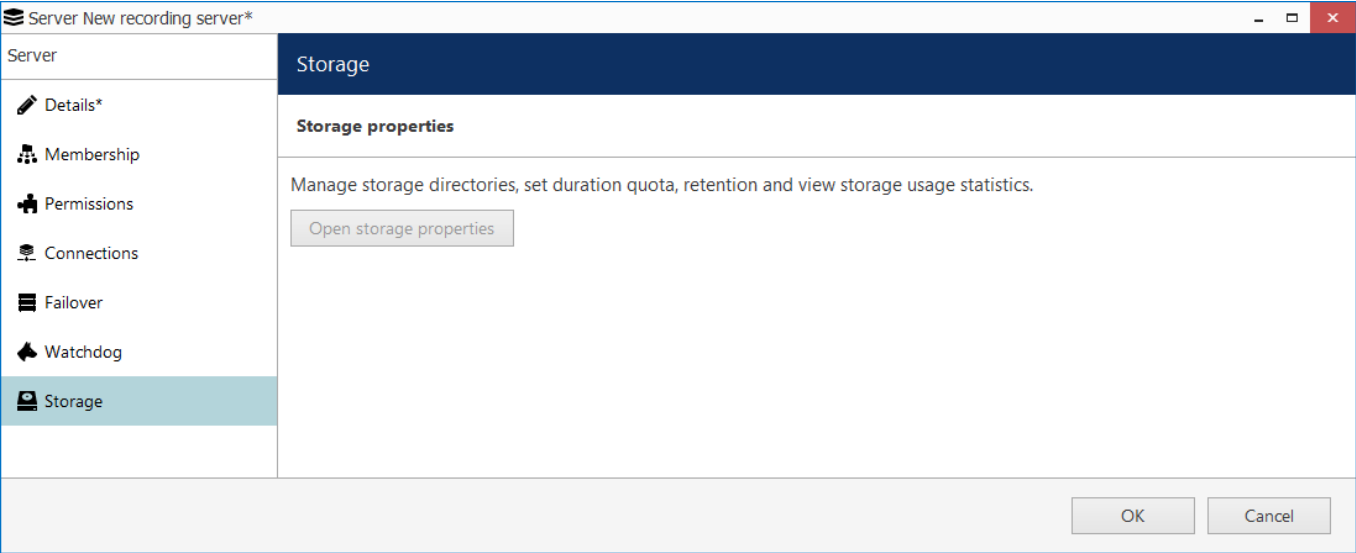 Server New recording server*
Server
Storage
Details*
Membership
Permissions
Connections
Failover
Watchdog
Storage
Storage properties
Manage storage directories, set duration quota, retention and view storage usage statistics.
Open storage properties
OK
Cancel